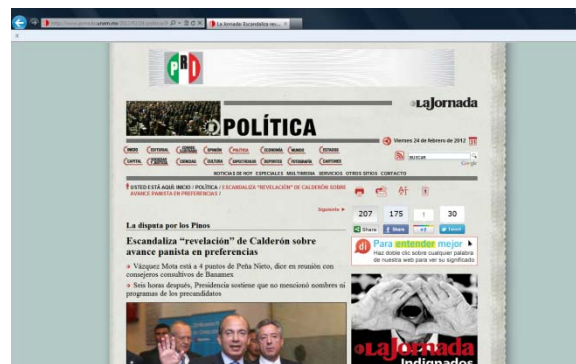 La Jornada: Escandaliza rev...
PRI
LaJornada
POLÍTICA
Viernes 24 de febrero de 2012
INICIO EDITORIAL OPINIÓN POLÍTICA ECONOMÍA MUNDO ESTADOS
BUSCAR
Google
CAPITAL CIENCIAS CULTURA ESPECTÁCULOS DEPORTES FOTOGRAFÍA CARTONES
NOTICIAS DE HOY ESPECIALES MULTIMEDIA SERVICIOS OTROS SITIOS CONTACTO
USTED ESTÁ AQUÍ: INICIO / POLÍTICA / ESCANDALIZA “REVELACIÓN” DE CALDERÓN SOBRE
AVANCE PANISTA EN PREFERENCIAS /
Siguiente
207 175 1 30
Share Share +1 Tweet
La disputa por los Pinos
Escandaliza “revelación” de Calderón sobre
avance panista en preferencias
Vázquez Mota está a 4 puntos de Peña Nieto, dice en reunión con
consejeros consultivos de Banamex
Seis horas después, Presidencia sostiene que no mencionó nombres ni
programas de los precandidatos
di Para entender mejor
Haz doble clic sobre cualquier palabra
de nuestra web para ver su significado
LaJornada
Indignados